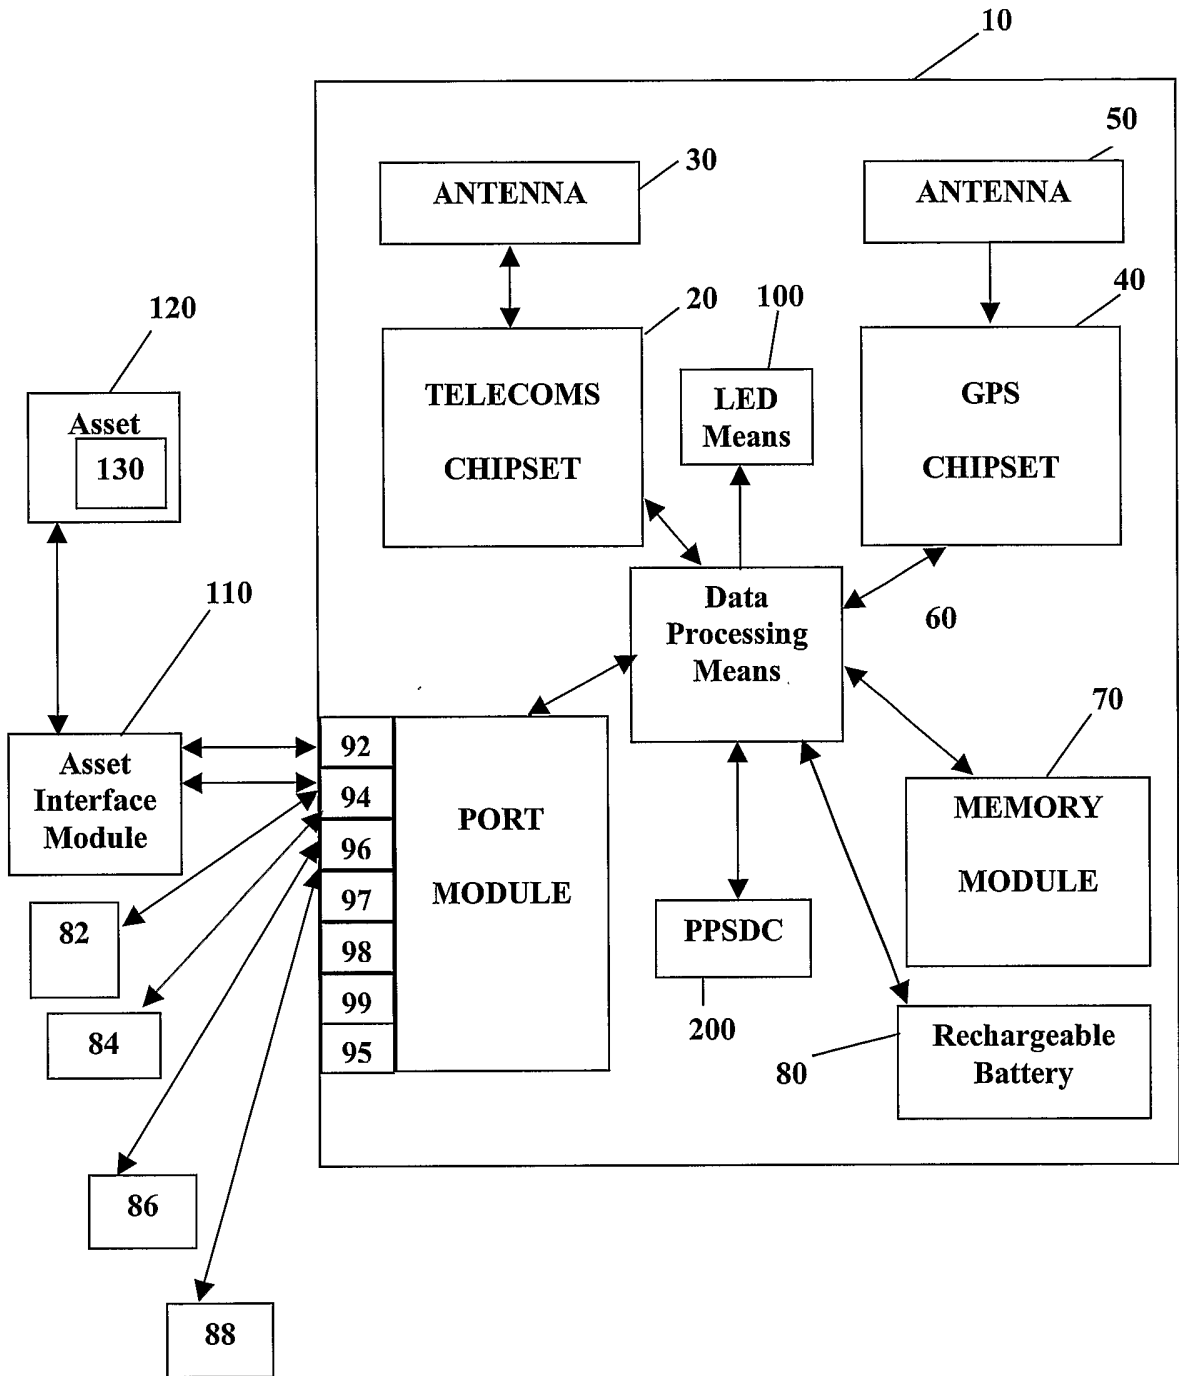 10
50
30
ANTENNA
ANTENNA
120
20
100
40
TELECOMS
CHIPSET
LED
Means
GPS
CHIPSET
Asset
130
110
Data
Processing
Means
60
70
92
94
96
97
98
99
95
PORT
MODULE
Asset
Interface
Module
MEMORY
MODULE
82
84
PPSDC
200
80
Rechargeable
Battery
86
88